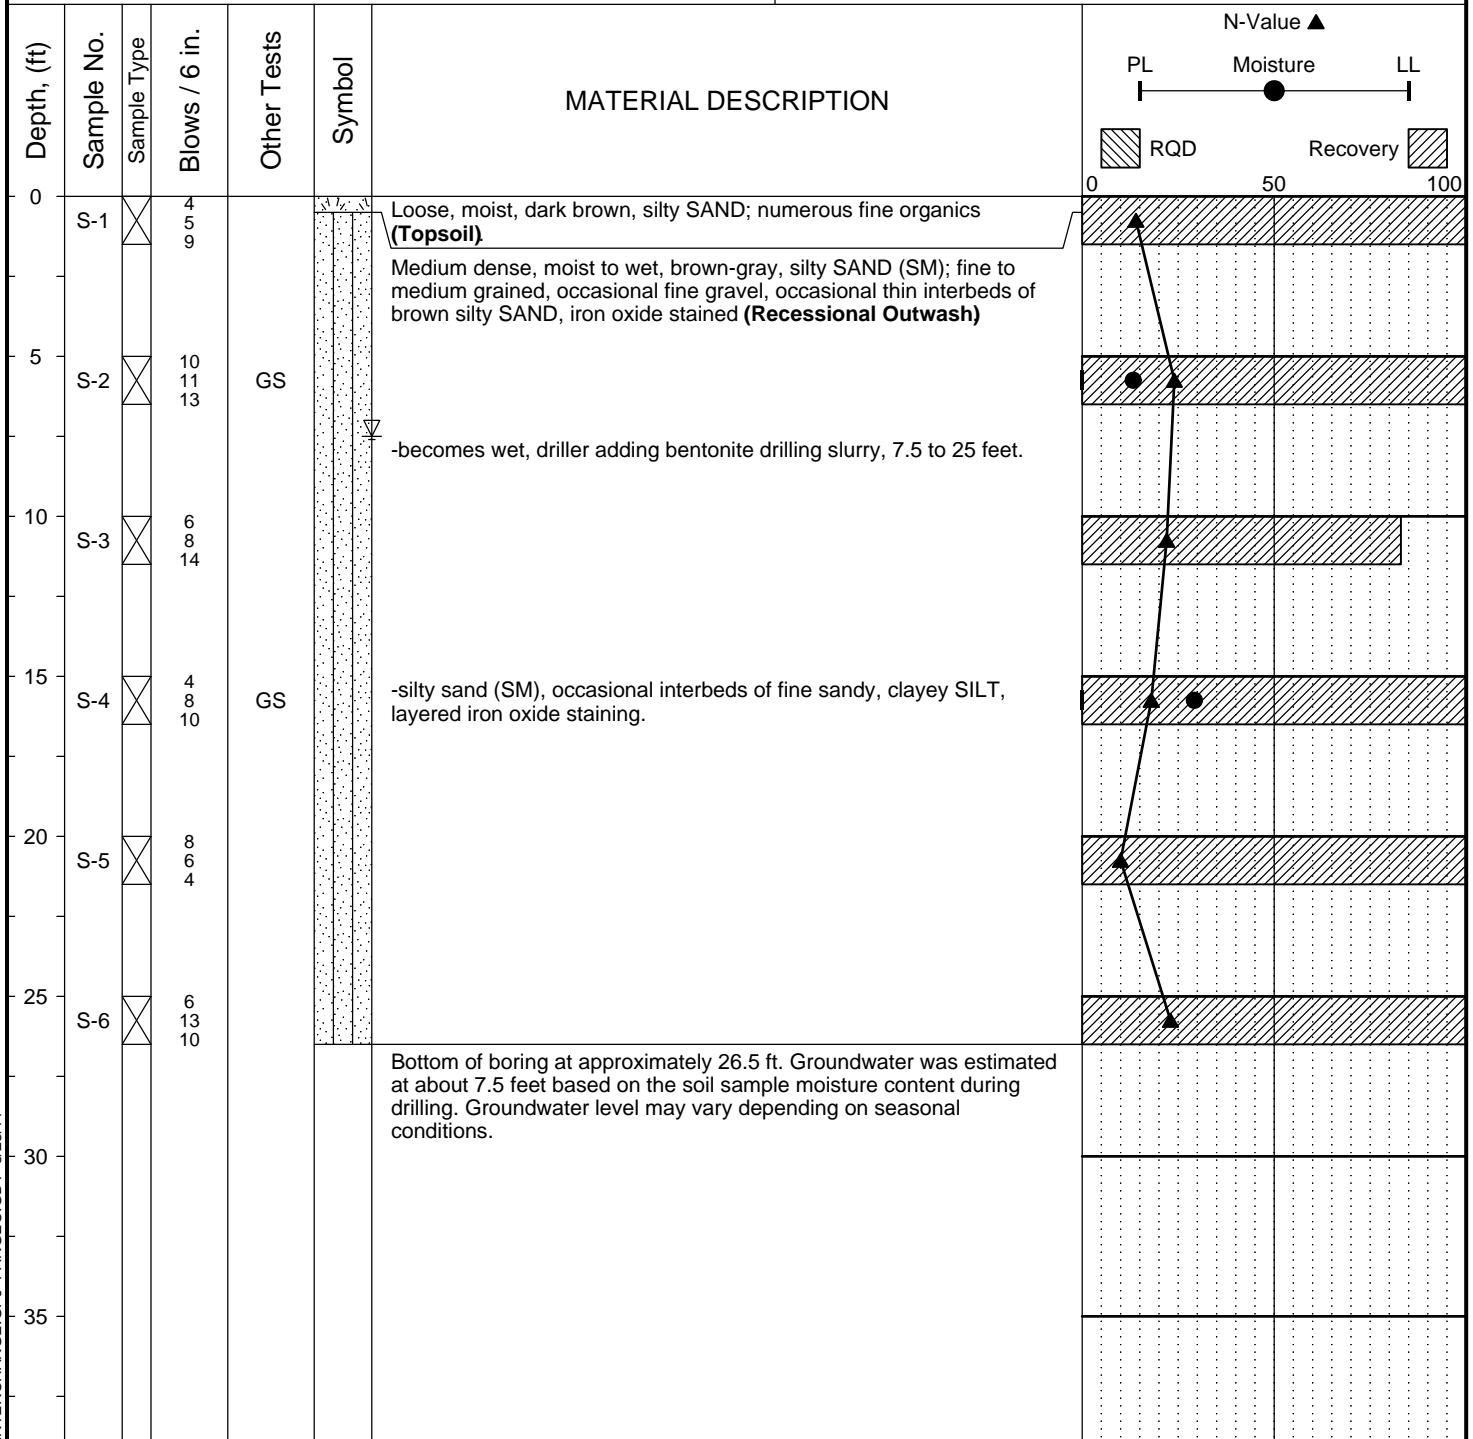 Depth, (ft)
Sample No.
Sample Type
Blows / 6 in.
Other Tests
Symbol
MATERIAL DESCRIPTION
N-Value
PL Moisture LL
RQD Recovery
0 50 100
0
S-1
4
5
9
Loose, moist, dark brown, silty SAND; numerous fine organics
(Topsoil).
Medium dense, moist to wet, brown-gray, silty SAND (SM); fine to
medium grained, occasional fine gravel, occasional thin interbeds of
brown silty SAND, iron oxide stained (Recessional Outwash)
5
S-2
10
11
13
GS
-becomes wet, driller adding bentonite drilling slurry, 7.5 to 25 feet.
10
S-3
6
8
14
15
S-4
4
8
10
GS
-silty sand (SM), occasional interbeds of fine sandy, clayey SILT,
layered iron oxide staining.
20
S-5
8
6
4
25
S-6
6
13
10
Bottom of boring at approximately 26.5 ft. Groundwater was estimated
at about 7.5 feet based on the soil sample moisture content during
drilling. Groundwater level may vary depending on seasonal
conditions.
30
35